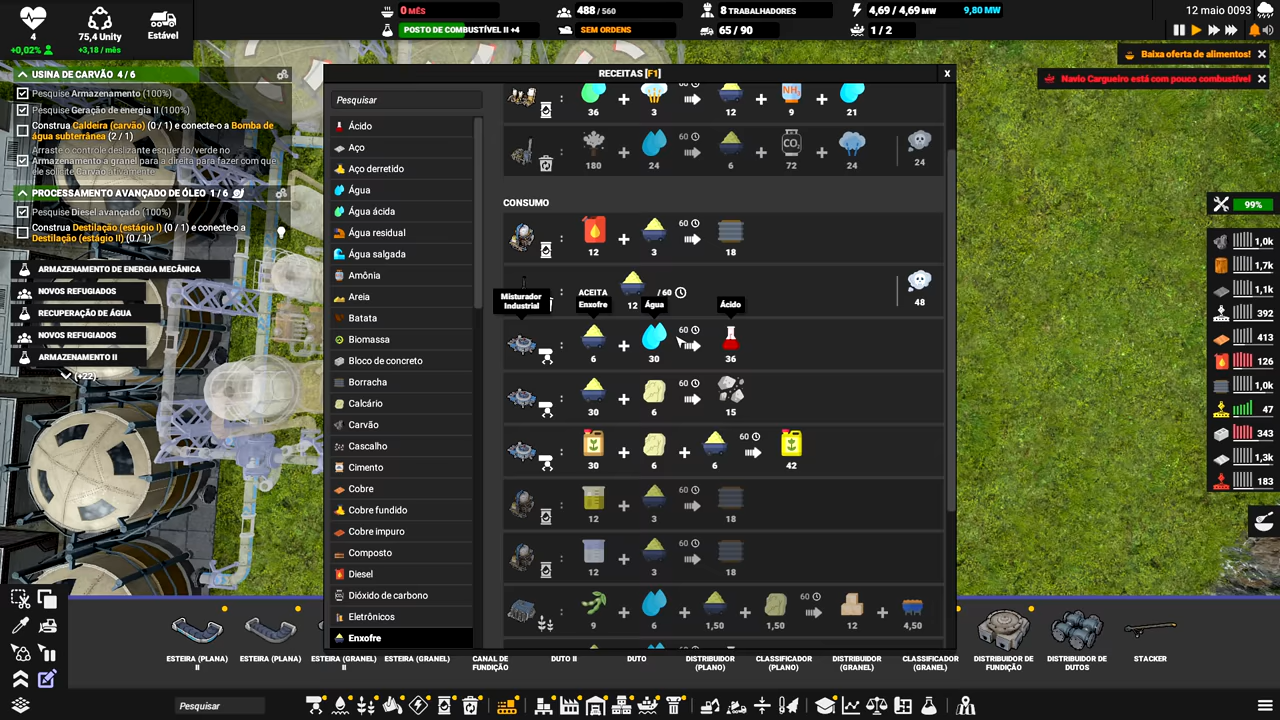 0 MÊS
488 / 560
8 TRABALHADORES
4,69 / 4,69 MW
9,80 MW
12 maio 0093
4
75,4 Unity
Estável
+0,02%
+3,18 / mês
POSTO DE COMBUSTÍVEL II +4
SEM ORDENS
65 / 90
1 / 2
Baixa oferta de alimentos!
Navio Cargueiro está com pouco combustível
USINA DE CARVÃO 4 / 6
Pesquise Armazenamento (100%)
Pesquise Geração de energia II (100%)
Construa Caldeira (carvão) (0 / 1) e conecte-o a Bomba de
água subterrânea (2 / 1)
Arraste o controle deslizante esquerdo/verde no
Armazenamento a granel para a direita para fazer com que
ele solicite Carvão ativamente.
PROCESSAMENTO AVANÇADO DE ÓLEO 1 / 6
Pesquise Diesel avançado (100%)
Construa Destilação (estágio I) (0 / 1) e conecte-o a
Destilação (estágio II) (0 / 1)
ARMAZENAMENTO DE ENERGIA MECÂNICA
NOVOS REFUGIADOS
RECUPERAÇÃO DE ÁGUA
NOVOS REFUGIADOS
ARMAZENAMENTO II
(+22)
RECEITAS [F1]
X
Pesquisar
Ácido
Aço
Aço derretido
Água
Água ácida
Água residual
Água salgada
Amônia
Areia
Batata
Biomassa
Bloco de concreto
Borracha
Calcário
Carvão
Cascalho
Cimento
Cobre
Cobre fundido
Cobre impuro
Composto
Diesel
Dióxido de carbono
Eletrônicos
Enxofre
NH3
36 + 3 12 + 9 + 21
60
CO2
180 + 24 6 + 72 + 24 24
CONSUMO
60
12 + 3 18
ACEITA 12 / 60 48
Misturador
Industrial
Enxofre
Água
Ácido
60
6 + 30 36
60
30 + 6 15
60
30 + 6 + 6 42
60
12 + 3 18
60
12 + 3 18
60
9 + 6 + 1,50 + 1,50 12 + 4,50
99%
1,0k
1,7k
1,1k
392
413
126
1,0k
47
343
1,3k
183
ESTEIRA (PLANA)
II
ESTEIRA (PLANA)
ESTEIRA (GRANEL)
II
ESTEIRA (GRANEL)
CANAL DE
FUNDIÇÃO
DUTO II
DUTO
DISTRIBUIDOR
(PLANO)
CLASSIFICADOR
(PLANO)
DISTRIBUIDOR
(GRANEL)
CLASSIFICADOR
(GRANEL)
DISTRIBUIDOR DE
FUNDIÇÃO
DISTRIBUIDOR
DE DUTOS
STACKER
Pesquisar